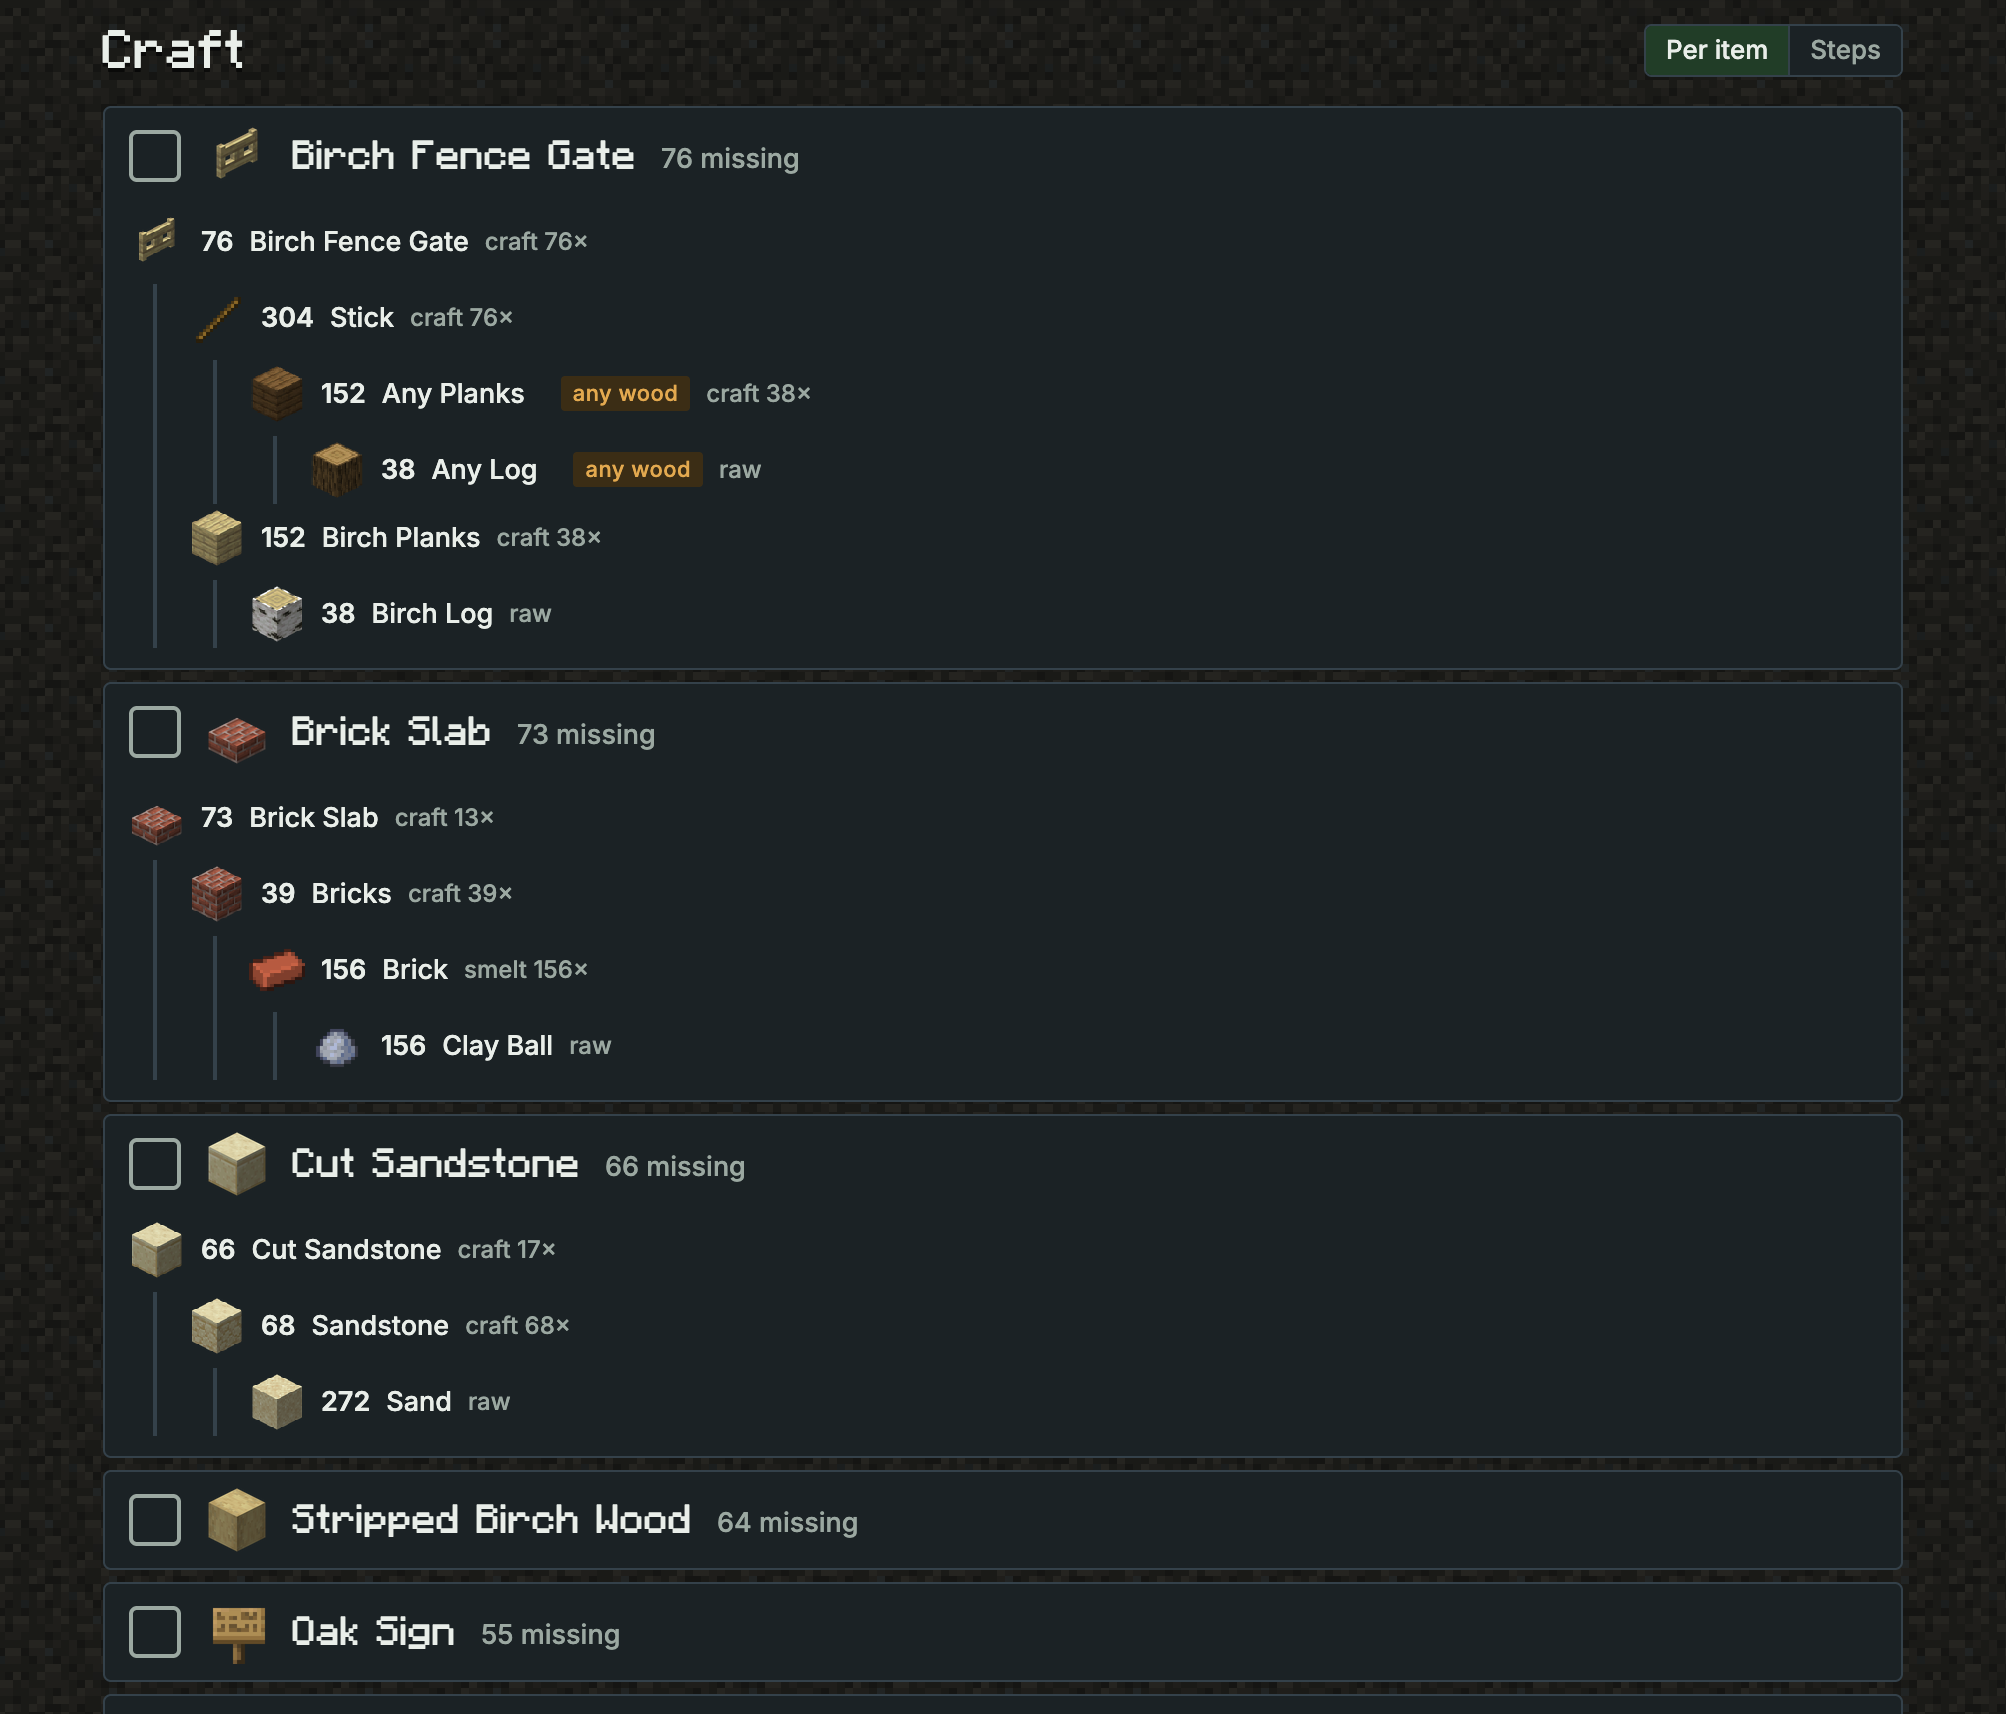 Craft
Per item Steps
Birch Fence Gate 76 missing
76 Birch Fence Gate craft 76×
304 Stick craft 76×
152 Any Planks any wood craft 38×
38 Any Log any wood raw
152 Birch Planks craft 38×
38 Birch Log raw
Brick Slab 73 missing
73 Brick Slab craft 13×
39 Bricks craft 39×
156 Brick smelt 156×
156 Clay Ball raw
Cut Sandstone 66 missing
66 Cut Sandstone craft 17×
68 Sandstone craft 68×
272 Sand raw
Stripped Birch Wood 64 missing
Oak Sign 55 missing